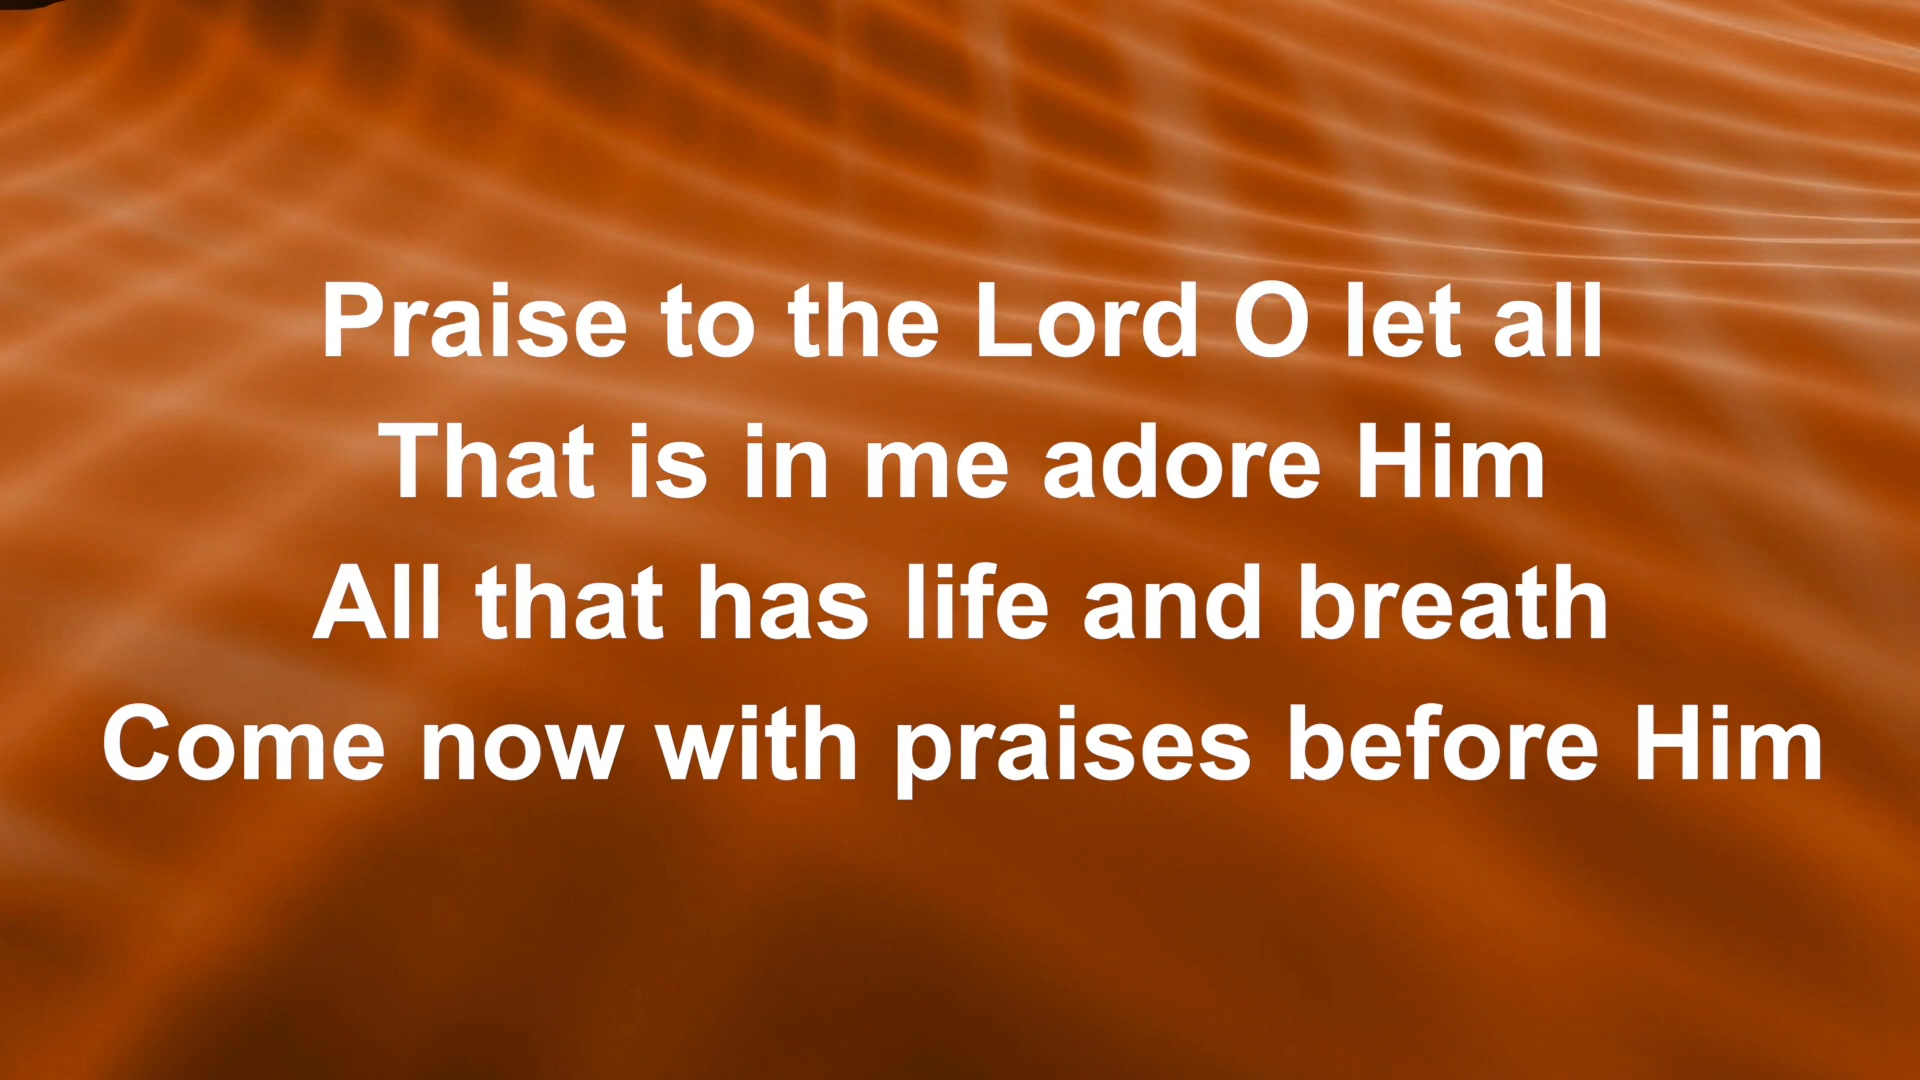 Praise to the Lord O let all
That is in me adore Him
All that has life and breath
Come now with praises before Him